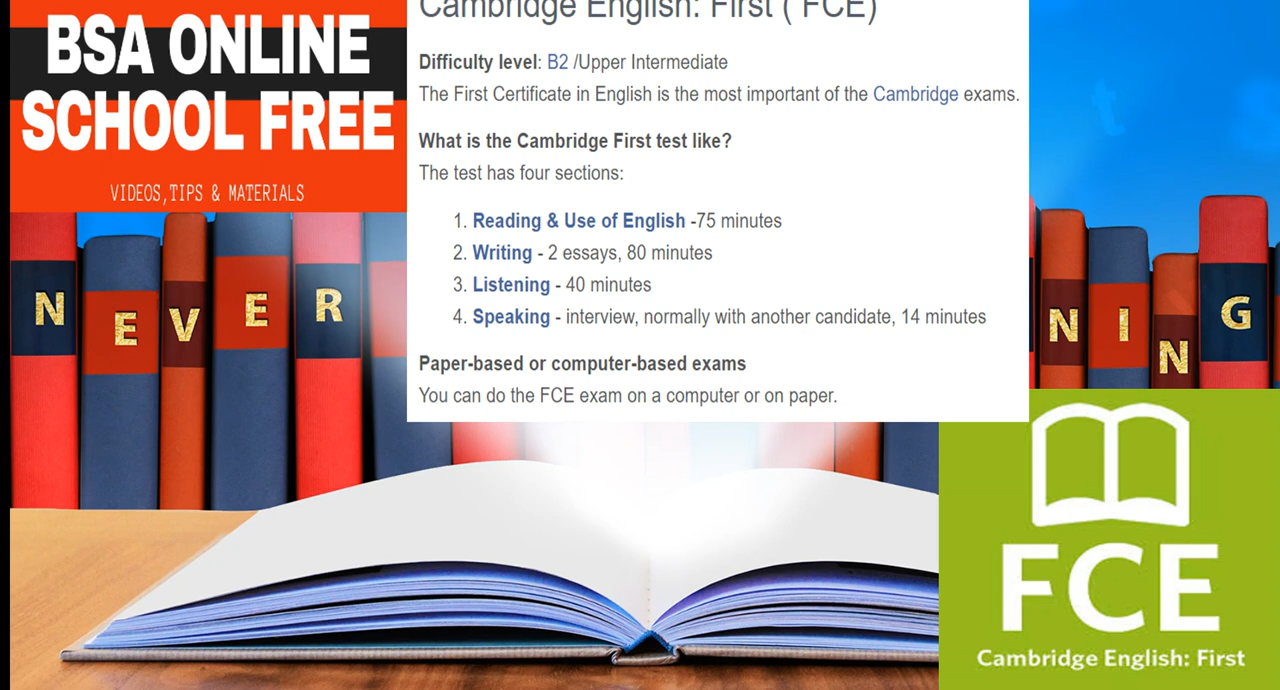 BSA ONLINE
SCHOOL FREE
VIDEOS,TIPS & MATERIALS
Cambridge English: First ( FCE)
Difficulty level: B2 /Upper Intermediate
The First Certificate in English is the most important of the Cambridge exams.
What is the Cambridge First test like?
The test has four sections:
1. Reading & Use of English -75 minutes
2. Writing - 2 essays, 80 minutes
3. Listening - 40 minutes
4. Speaking - interview, normally with another candidate, 14 minutes
Paper-based or computer-based exams
You can do the FCE exam on a computer or on paper.
N E V E R
N I N G
FCE
Cambridge English: First